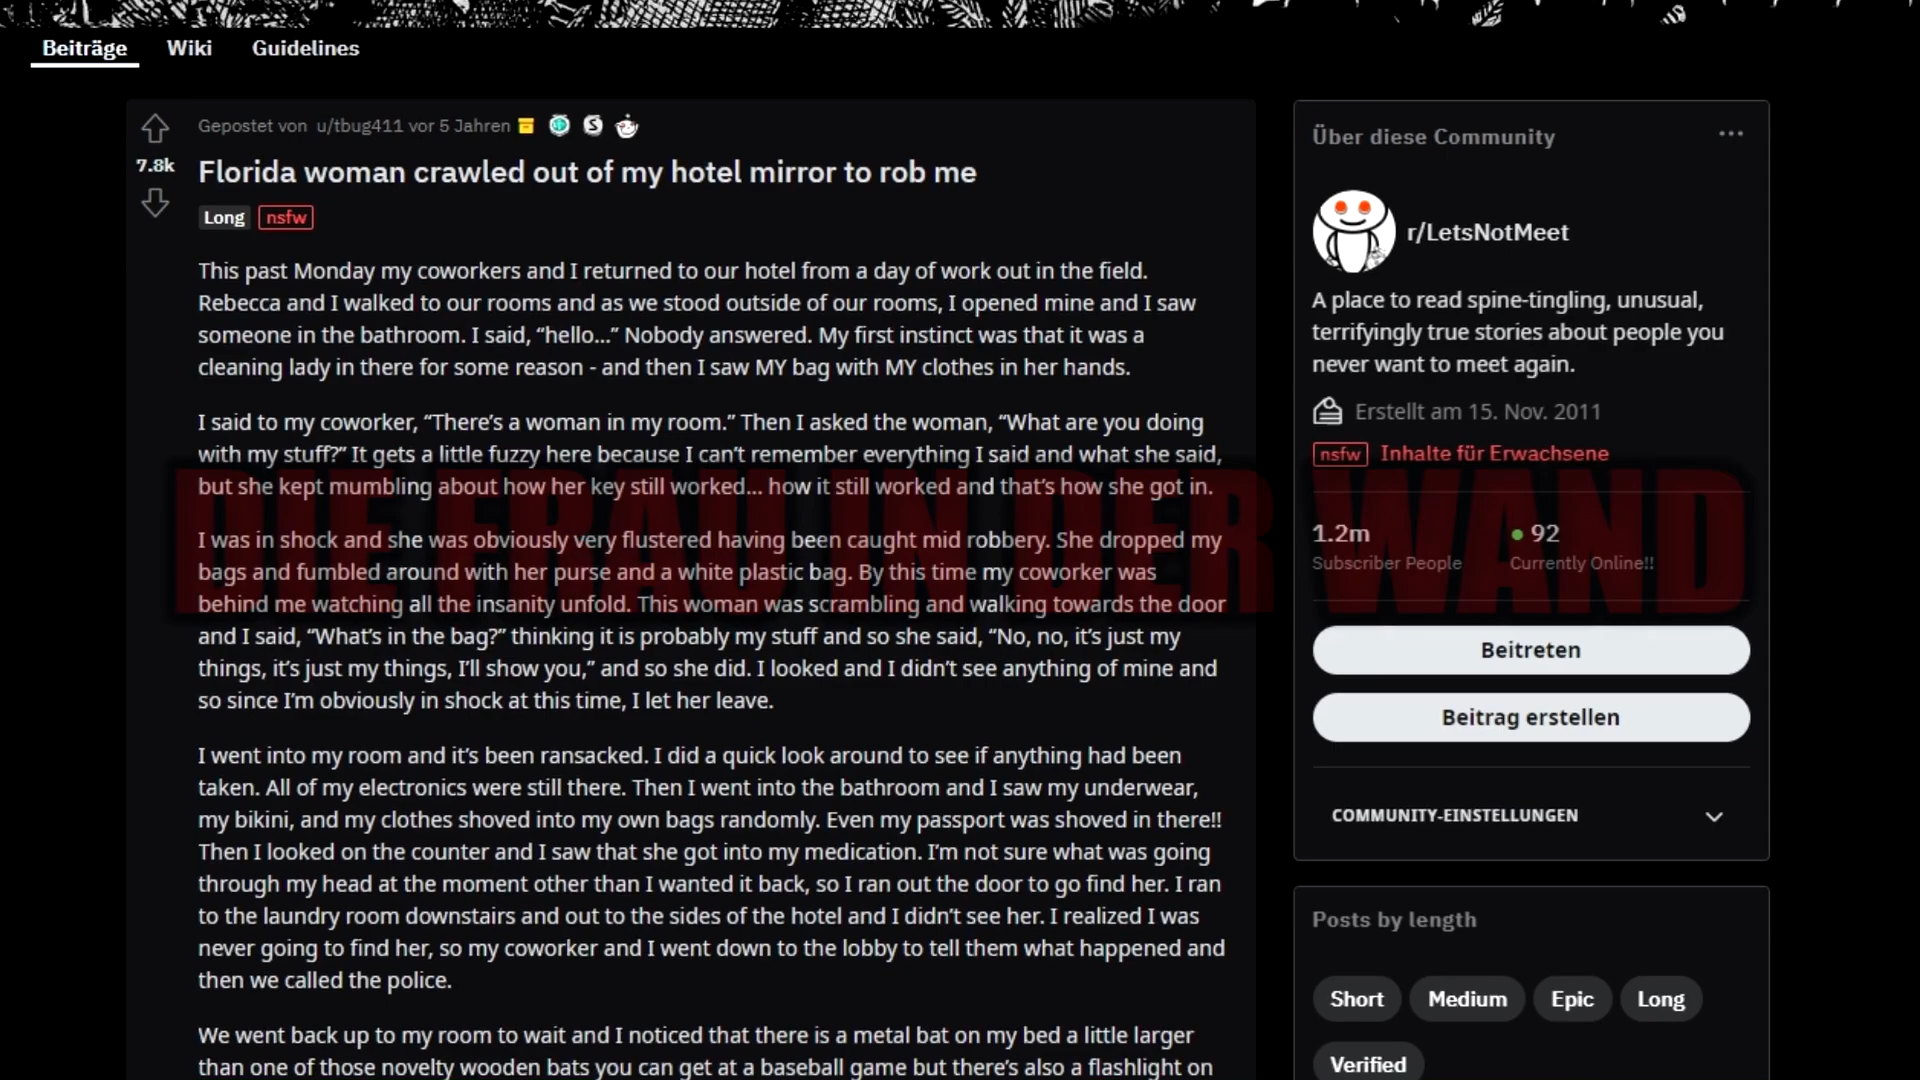 Beiträge Wiki Guidelines
Gepostet von u/tbug411 vor 5 Jahren
7.8k
Florida woman crawled out of my hotel mirror to rob me
Long nsfw
This past Monday my coworkers and I returned to our hotel from a day of work out in the field.
Rebecca and I walked to our rooms and as we stood outside of our rooms, I opened mine and I saw
someone in the bathroom. I said, “hello...” Nobody answered. My first instinct was that it was a
cleaning lady in there for some reason - and then I saw MY bag with MY clothes in her hands.
I said to my coworker, “There’s a woman in my room.” Then I asked the woman, “What are you doing
with my stuff?” It gets a little fuzzy here because I can’t remember everything I said and what she said,
but she kept mumbling about how her key still worked... how it still worked and that’s how she got in.
I was in shock and she was obviously very flustered having been caught mid robbery. She dropped my
bags and fumbled around with her purse and a white plastic bag. By this time my coworker was
behind me watching all the insanity unfold. This woman was scrambling and walking towards the door
and I said, “What’s in the bag?” thinking it is probably my stuff and so she said, “No, no, it’s just my
things, it’s just my things, I’ll show you,” and so she did. I looked and I didn’t see anything of mine and
so since I’m obviously in shock at this time, I let her leave.
I went into my room and it’s been ransacked. I did a quick look around to see if anything had been
taken. All of my electronics were still there. Then I went into the bathroom and I saw my underwear,
my bikini, and my clothes shoved into my own bags randomly. Even my passport was shoved in there!!
Then I looked on the counter and I saw that she got into my medication. I’m not sure what was going
through my head at the moment other than I wanted it back, so I ran out the door to go find her. I ran
to the laundry room downstairs and out to the sides of the hotel and I didn’t see her. I realized I was
never going to find her, so my coworker and I went down to the lobby to tell them what happened and
then we called the police.
We went back up to my room to wait and I noticed that there is a metal bat on my bed a little larger
than one of those novelty wooden bats you can get at a baseball game but there’s also a flashlight on
DIE FRAU IN DER WAND
Über diese Community
r/LetsNotMeet
A place to read spine-tingling, unusual,
terrifyingly true stories about people you
never want to meet again.
Erstellt am 15. Nov. 2011
nsfw Inhalte für Erwachsene
1.2m 92
Subscriber People Currently Online!!
Beitreten
Beitrag erstellen
COMMUNITY-EINSTELLUNGEN
Posts by length
Short Medium Epic Long
Verified